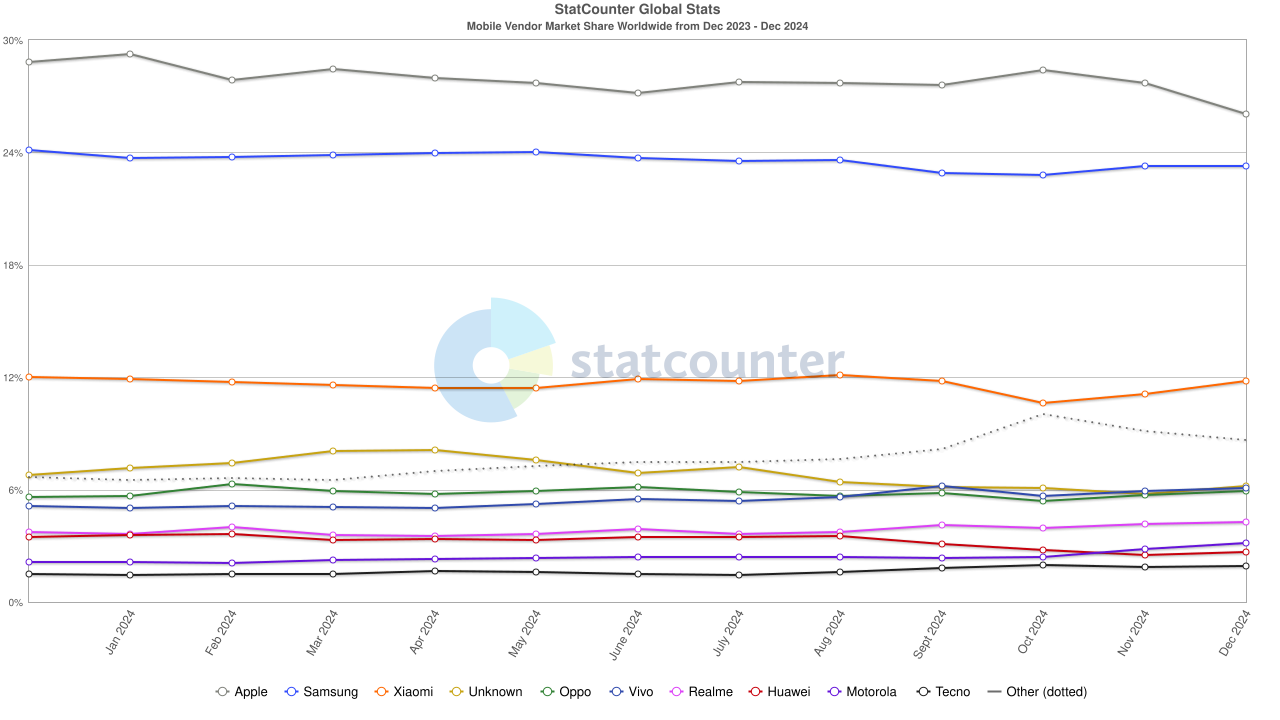 StatCounter Global Stats
Mobile Vendor Market Share Worldwide from Dec 2023 - Dec 2024
30%
24%
18%
12%
6%
0%
statcounter
Jan 2024
Feb 2024
Mar 2024
Apr 2024
May 2024
June 2024
July 2024
Aug 2024
Sept 2024
Oct 2024
Nov 2024
Dec 2024
Apple Samsung Xiaomi Unknown Oppo Vivo Realme Huawei Motorola Tecno Other (dotted)